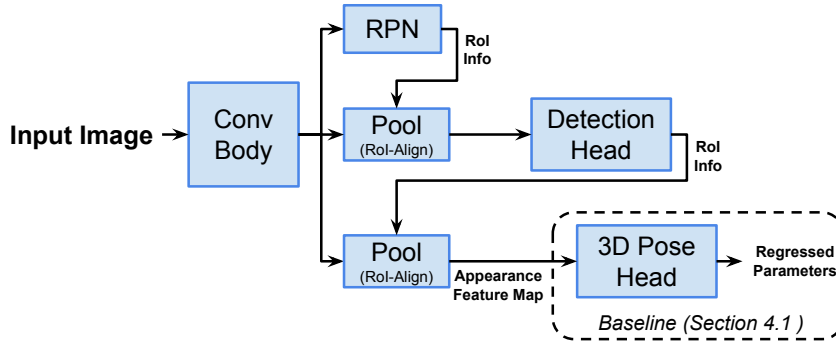 RPN
RoI
Info
Input Image
Conv
Body
Pool
(RoI-Align)
Detection
Head
RoI
Info
Pool
(RoI-Align)
Appearance
Feature Map
3D Pose
Head
Regressed
Parameters
Baseline (Section 4.1 )